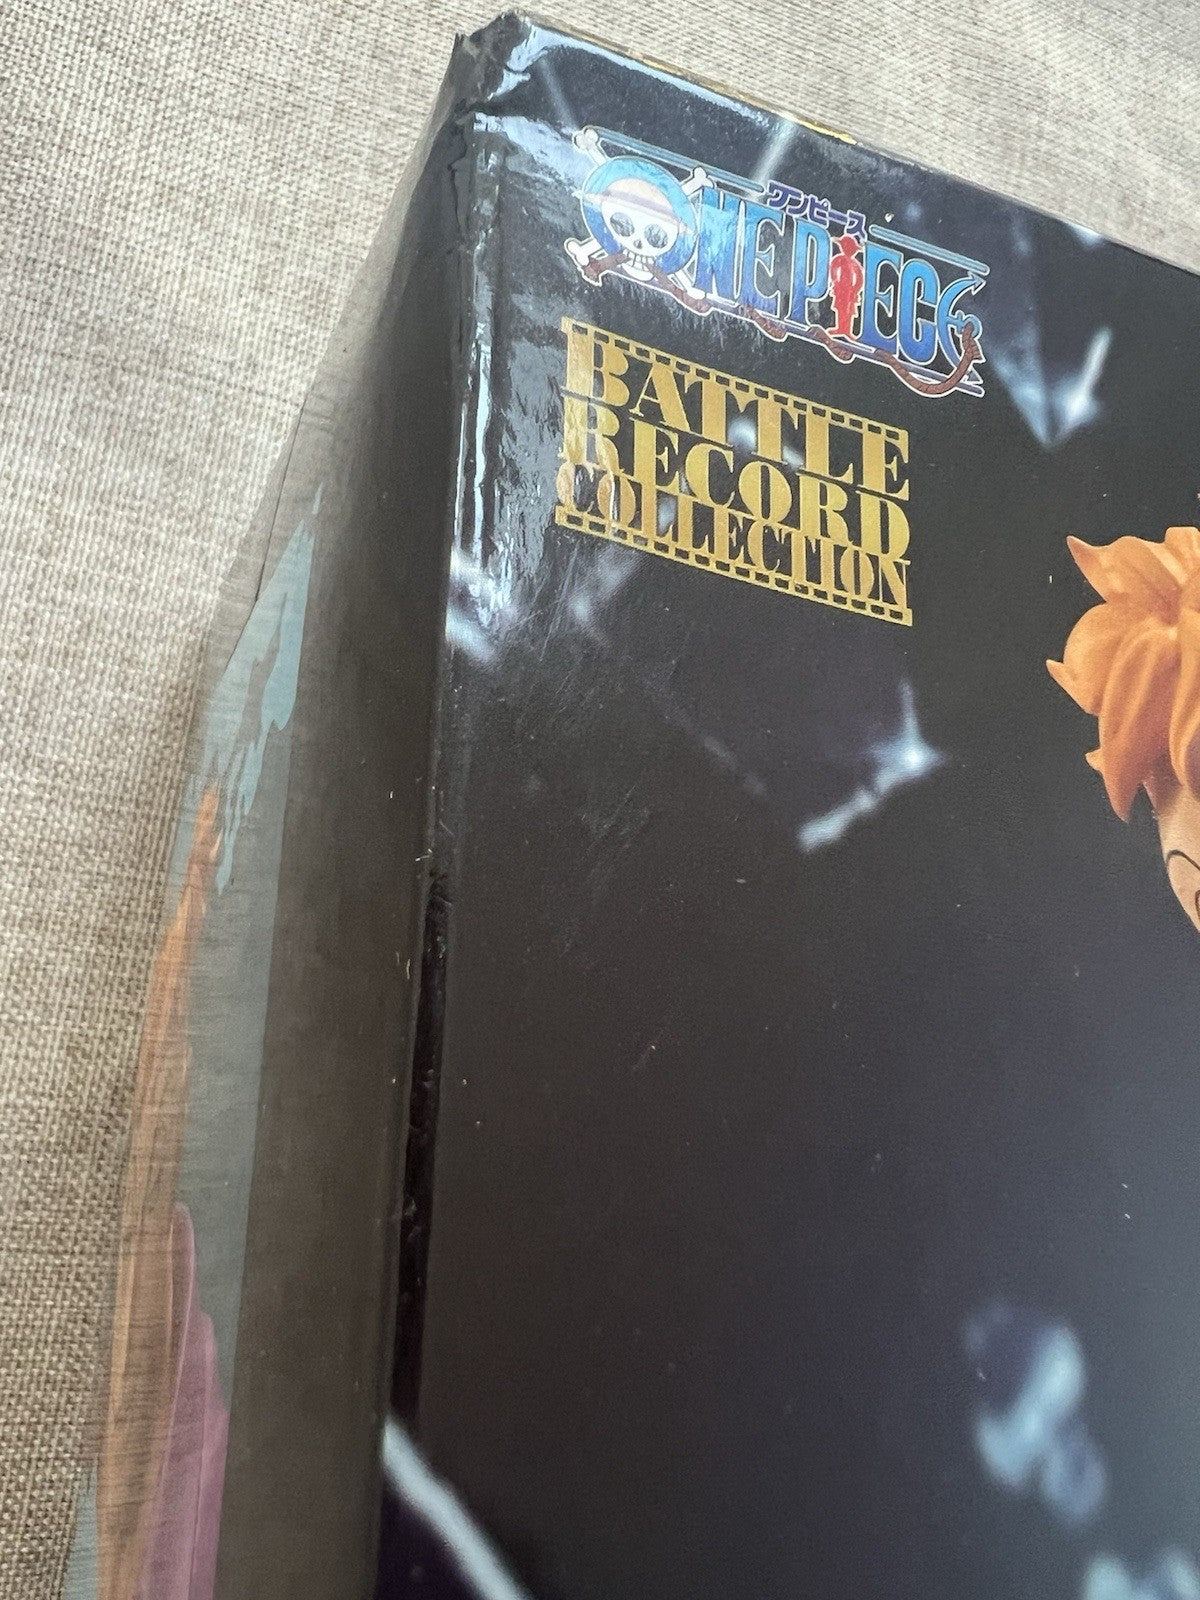 ワンピース
ONE PIECE
BATTLE
RECORD
COLLECTION